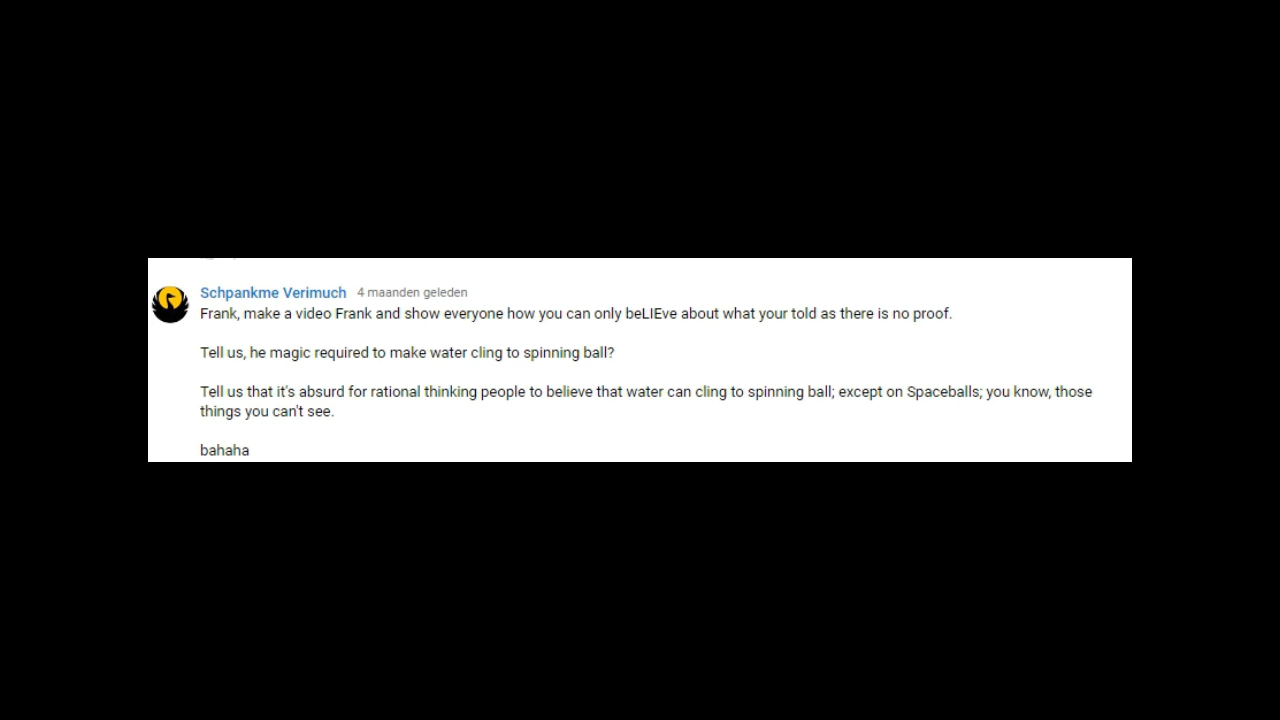 Schpankme Verimuch 4 maanden geleden
Frank, make a video Frank and show everyone how you can only beLIEve about what your told as there is no proof.
Tell us, he magic required to make water cling to spinning ball?
Tell us that it's absurd for rational thinking people to believe that water can cling to spinning ball; except on Spaceballs; you know, those
things you can't see.
bahaha